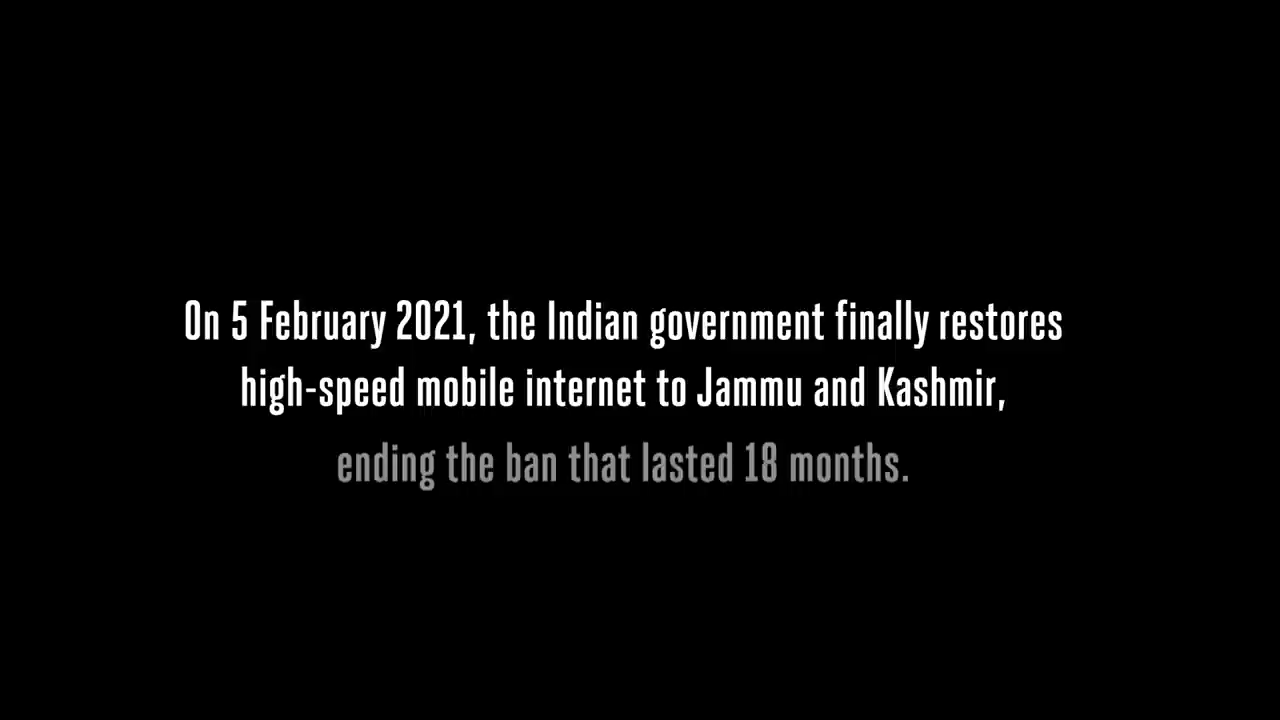 On 5 February 2021, the Indian government finally restores
high-speed mobile internet to Jammu and Kashmir,
ending the ban that lasted 18 months.